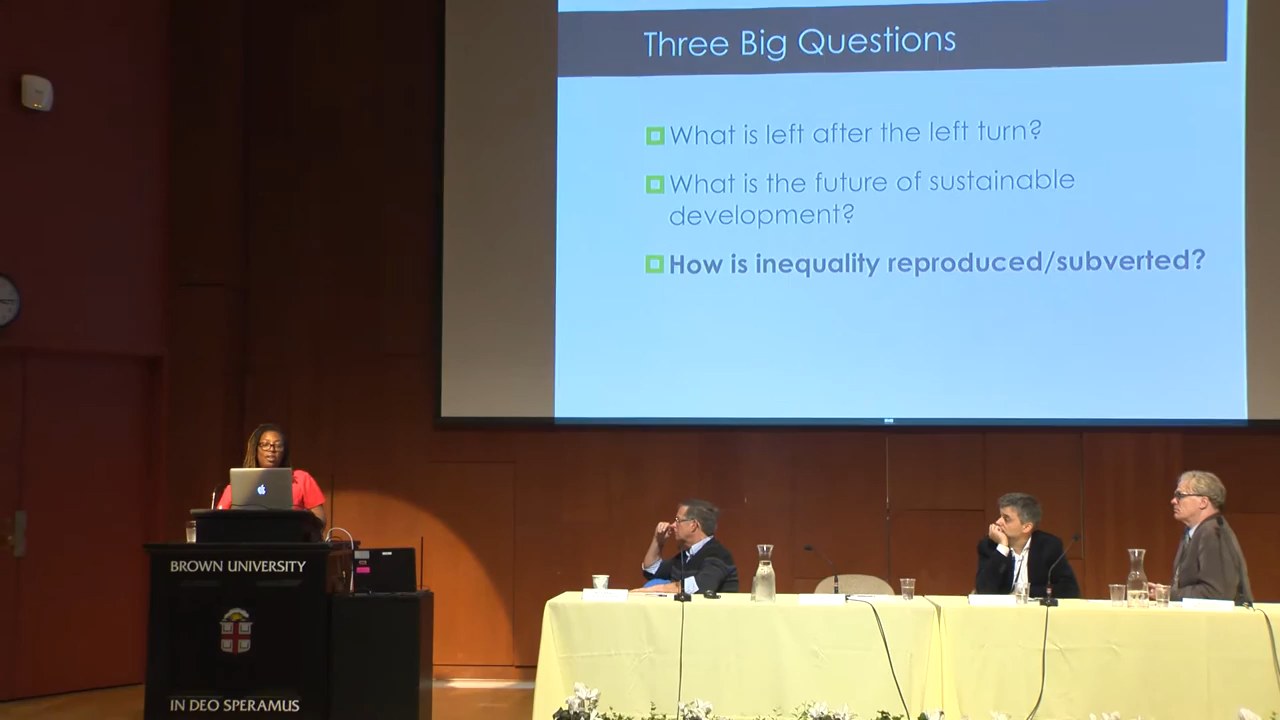 Three Big Questions
What is left after the left turn?
What is the future of sustainable
development?
How is inequality reproduced/subverted?
BROWN UNIVERSITY
IN DEO SPERAMUS